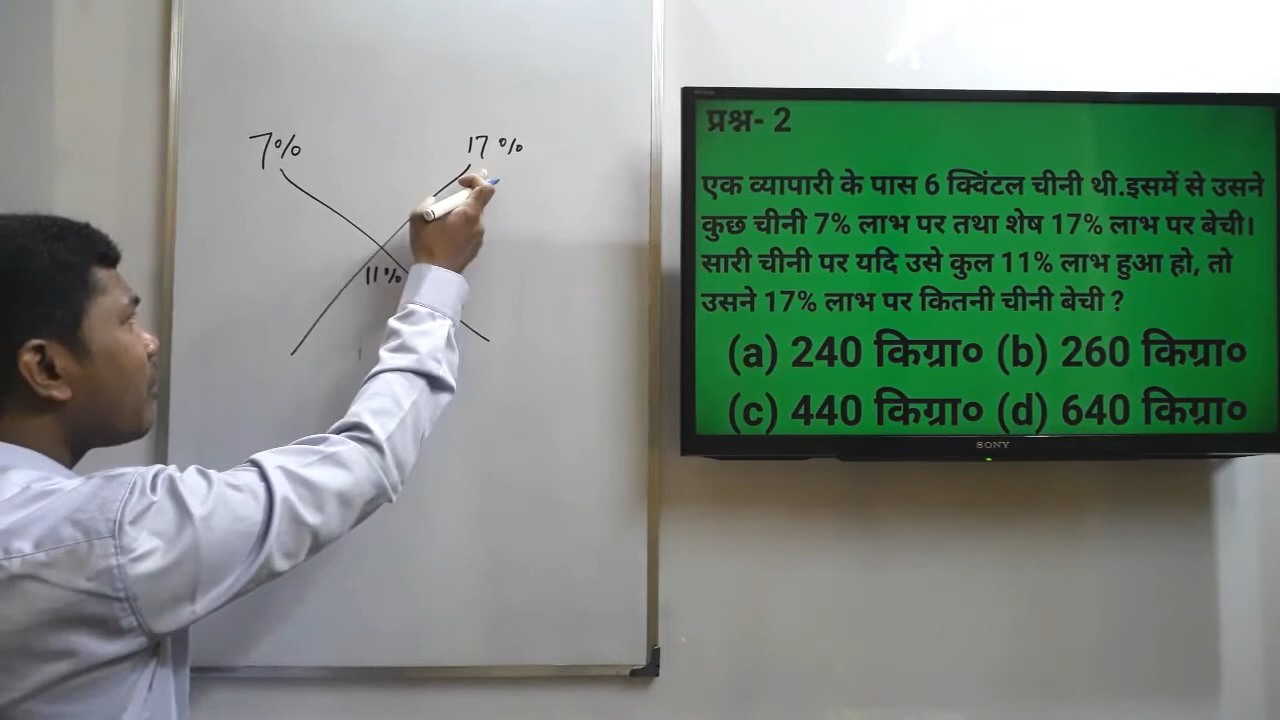 7% 17%
11%
प्रश्न- 2
एक व्यापारी के पास 6 क्विंटल चीनी थी.इसमें से उसने
कुछ चीनी 7% लाभ पर तथा शेष 17% लाभ पर बेची।
सारी चीनी पर यदि उसे कुल 11% लाभ हुआ हो, तो
उसने 17% लाभ पर कितनी चीनी बेची ?
(a) 240 किग्रा० (b) 260 किग्रा०
(c) 440 किग्रा० (d) 640 किग्रा०
SONY